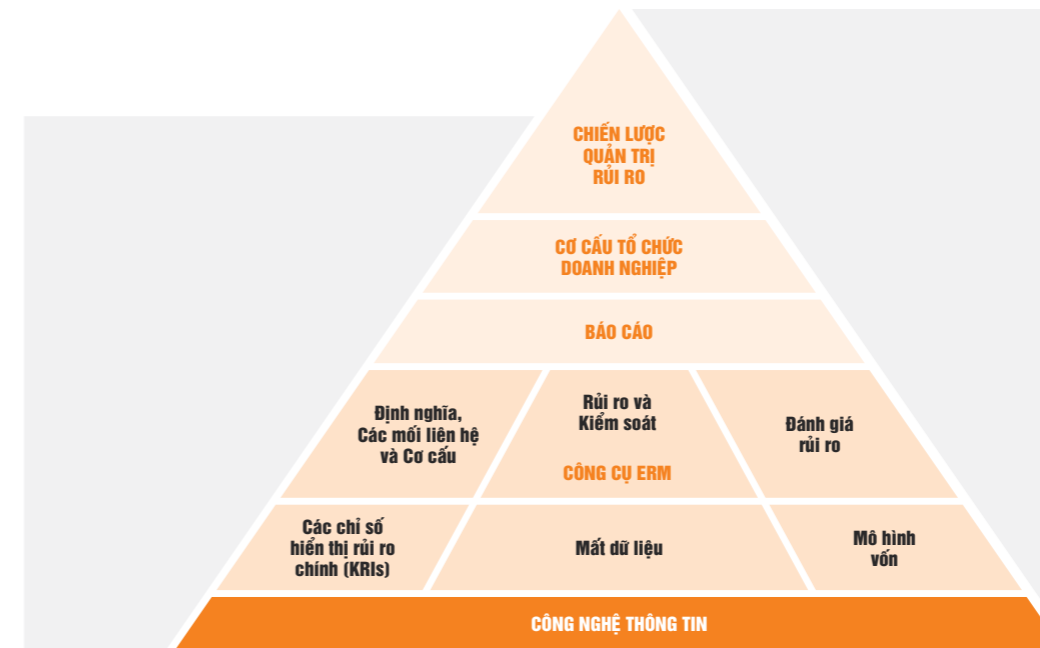 CHIẾN LƯỢC
QUẢN TRỊ
RỦI RO
CƠ CẤU TỔ CHỨC
DOANH NGHIỆP
BÁO CÁO
Định nghĩa,
Các mối liên hệ
và Cơ cấu
Rủi ro và
Kiểm soát
CÔNG CỤ ERM
Đánh giá
rủi ro
Các chỉ số
hiển thị rủi ro
chính (KRIs)
Mất dữ liệu
Mô hình
vốn
CÔNG NGHỆ THÔNG TIN